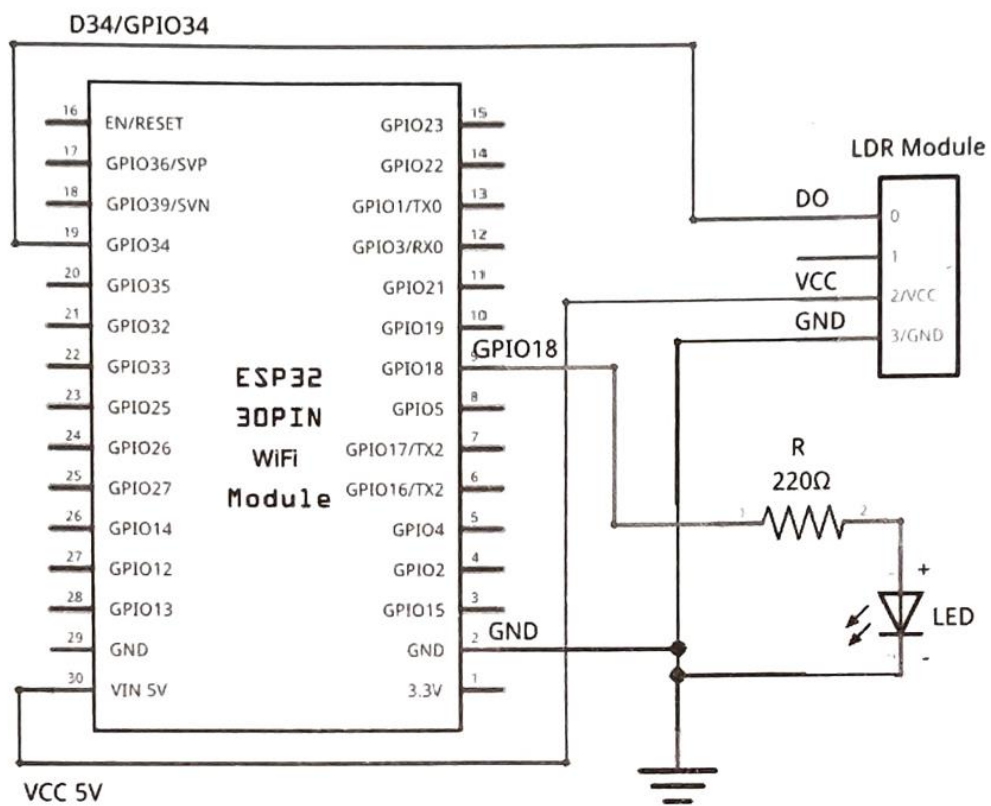 D34/GPIO34
16 EN/RESET
17 GPIO36/SVP
18 GPIO39/SVN
19 GPIO34
20 GPIO35
21 GPIO32
22 GPIO33
23 GPIO25
24 GPIO26
25 GPIO27
26 GPIO14
27 GPIO12
28 GPIO13
29 GND
30 VIN 5V
ESP32
30PIN
WiFi
Module
GPIO23 15
GPIO22 14
GPIO1/TX0 13
GPIO3/RX0 12
GPIO21 11
GPIO19 10
GPIO18 9
GPIO5 8
GPIO17/TX2 7
GPIO16/TX2 6
GPIO4 5
GPIO2 4
GPIO15 3
GND 2
3.3V 1
GPIO18
GND
LDR Module
DO 0
1
VCC 2/VCC
GND 3/GND
R
220Ω
1 2
+
LED
-
VCC 5V